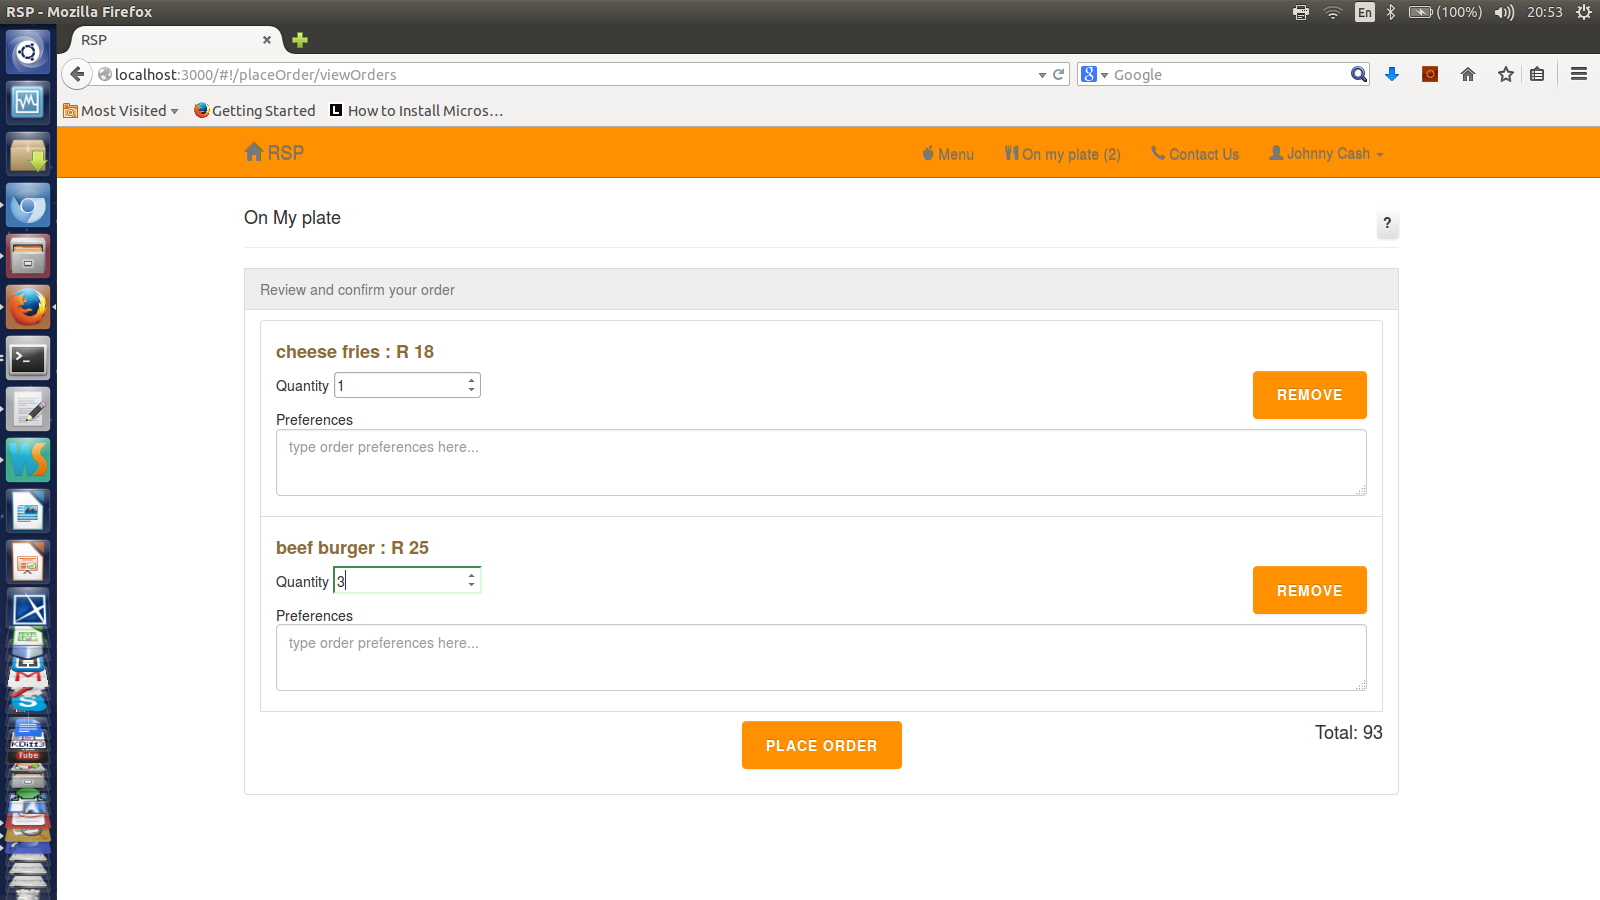 RSP - Mozilla Firefox
En
(100%)
20:53
RSP
localhost:3000/#!/placeOrder/viewOrders
8
Google
Most Visited
Getting Started
L
How to Install Micros...
RSP
Menu
On my plate (2)
Contact Us
Johnny Cash
On My plate
?
Review and confirm your order
cheese fries : R 18
Quantity 1
REMOVE
Preferences
type order preferences here...
beef burger : R 25
Quantity 3
REMOVE
Preferences
type order preferences here...
PLACE ORDER
Total: 93
>_
WS
S
Tube